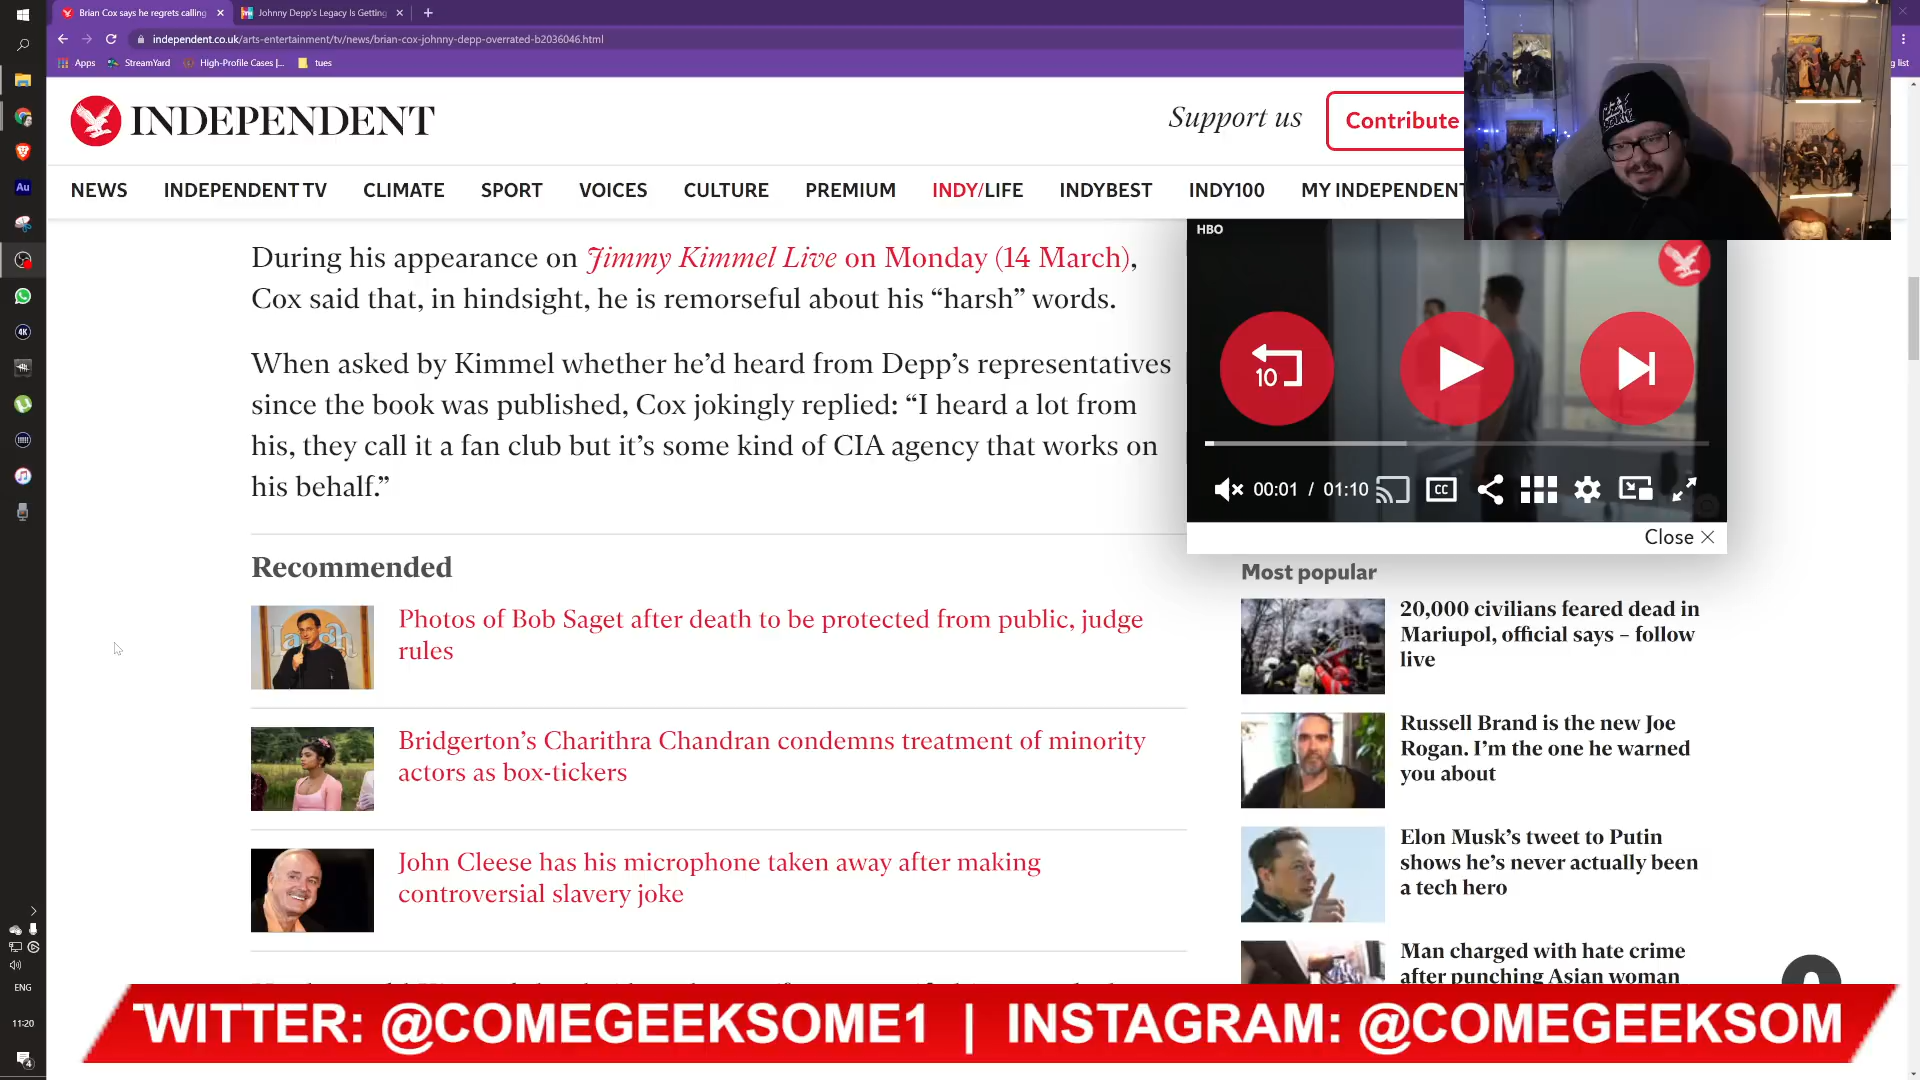 Brian Cox says he regrets calling
Johnny Depp's Legacy Is Getting
independent.co.uk/arts-entertainment/tv/news/brian-cox-johnny-depp-overrated-b2036046.html
Apps StreamYard High-Profile Cases |... tues
g list
INDEPENDENT
Support us
Contribute
NEWS INDEPENDENT TV CLIMATE SPORT VOICES CULTURE PREMIUM INDY/LIFE INDYBEST INDY100 MY INDEPENDENT
During his appearance on Jimmy Kimmel Live on Monday (14 March),
Cox said that, in hindsight, he is remorseful about his “harsh” words.
When asked by Kimmel whether he’d heard from Depp’s representatives
since the book was published, Cox jokingly replied: “I heard a lot from
his, they call it a fan club but it’s some kind of CIA agency that works on
his behalf.”
HBO
10
00:01 / 01:10
CC
Close
Recommended
Photos of Bob Saget after death to be protected from public, judge
rules
Bridgerton’s Charithra Chandran condemns treatment of minority
actors as box-tickers
John Cleese has his microphone taken away after making
controversial slavery joke
Most popular
20,000 civilians feared dead in
Mariupol, official says – follow
live
Russell Brand is the new Joe
Rogan. I’m the one he warned
you about
Elon Musk’s tweet to Putin
shows he’s never actually been
a tech hero
Man charged with hate crime
after punching Asian woman
Au
4K
ENG
11:20
4
TWITTER: @COMEGEEKSOME1 | INSTAGRAM: @COMEGEEKSOM